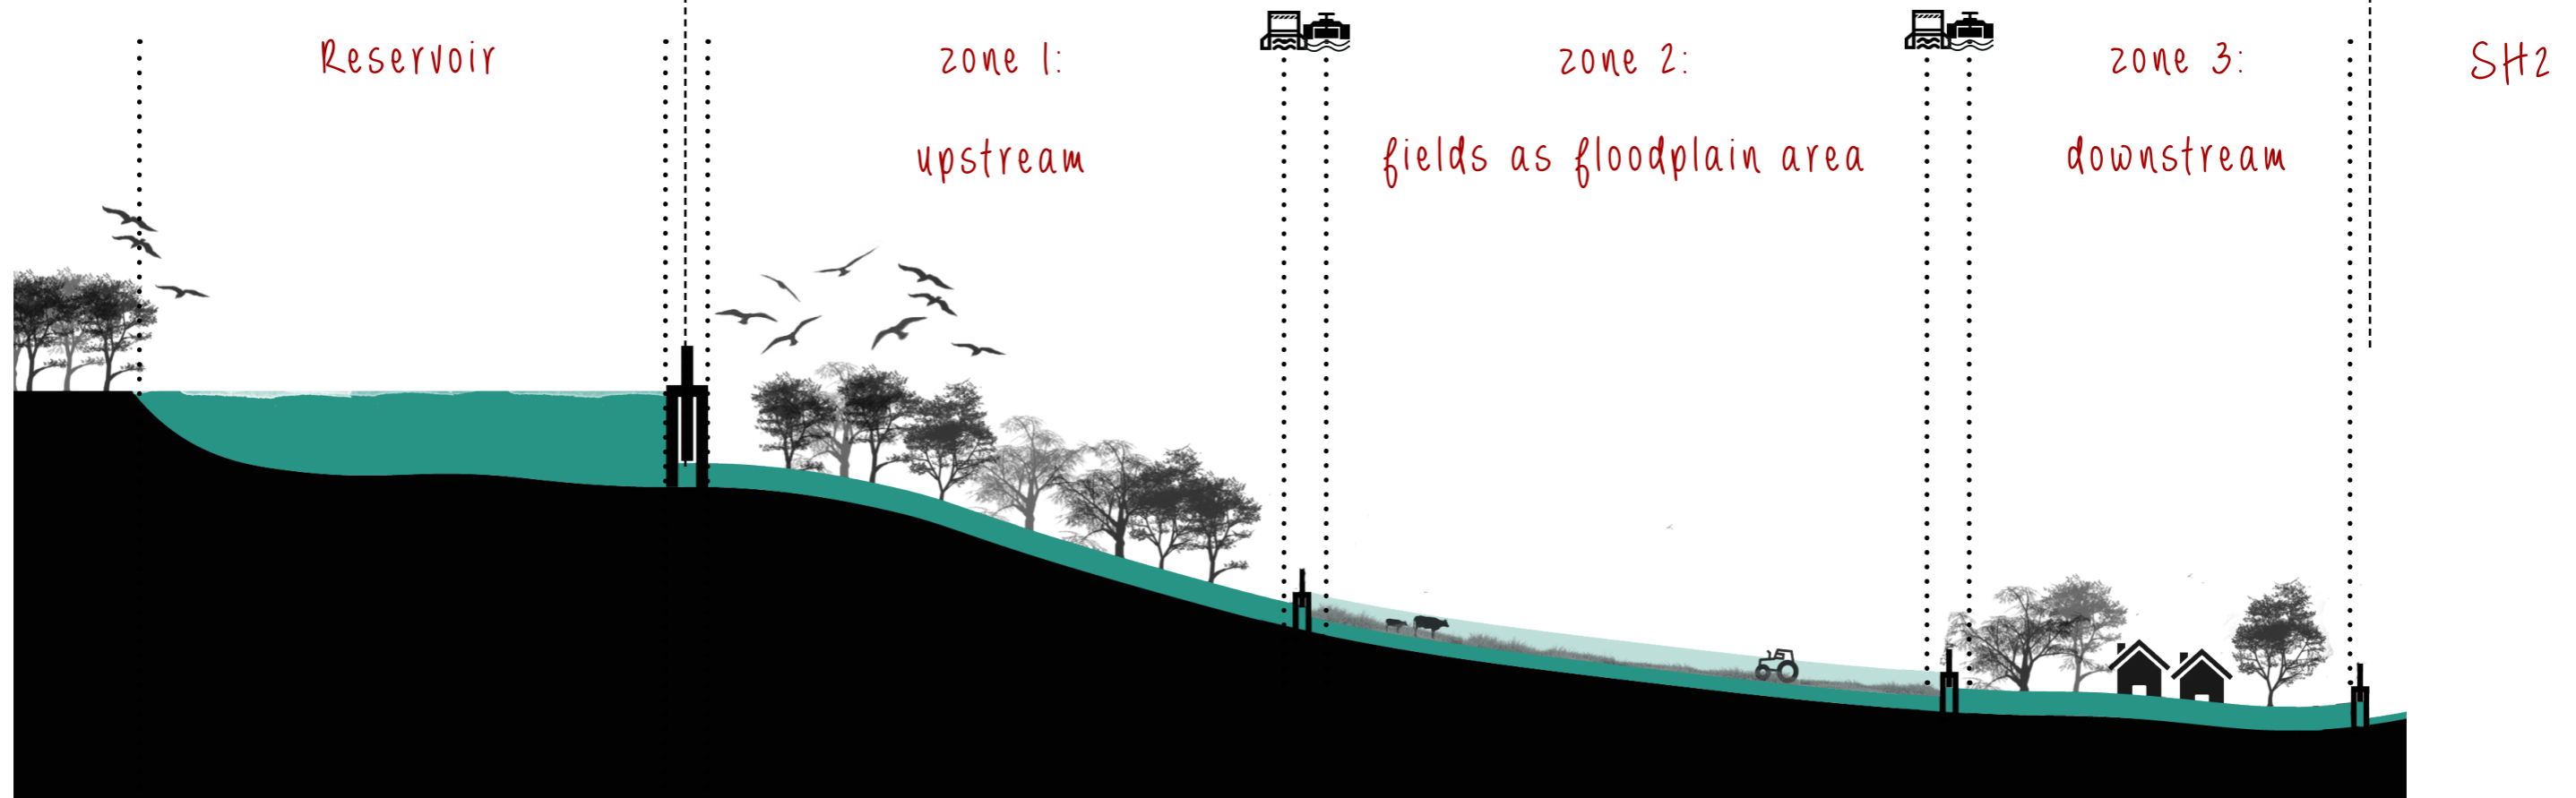 Reservoir
zone 1:
upstream
zone 2:
fields as floodplain area
zone 3:
downstream
SH2